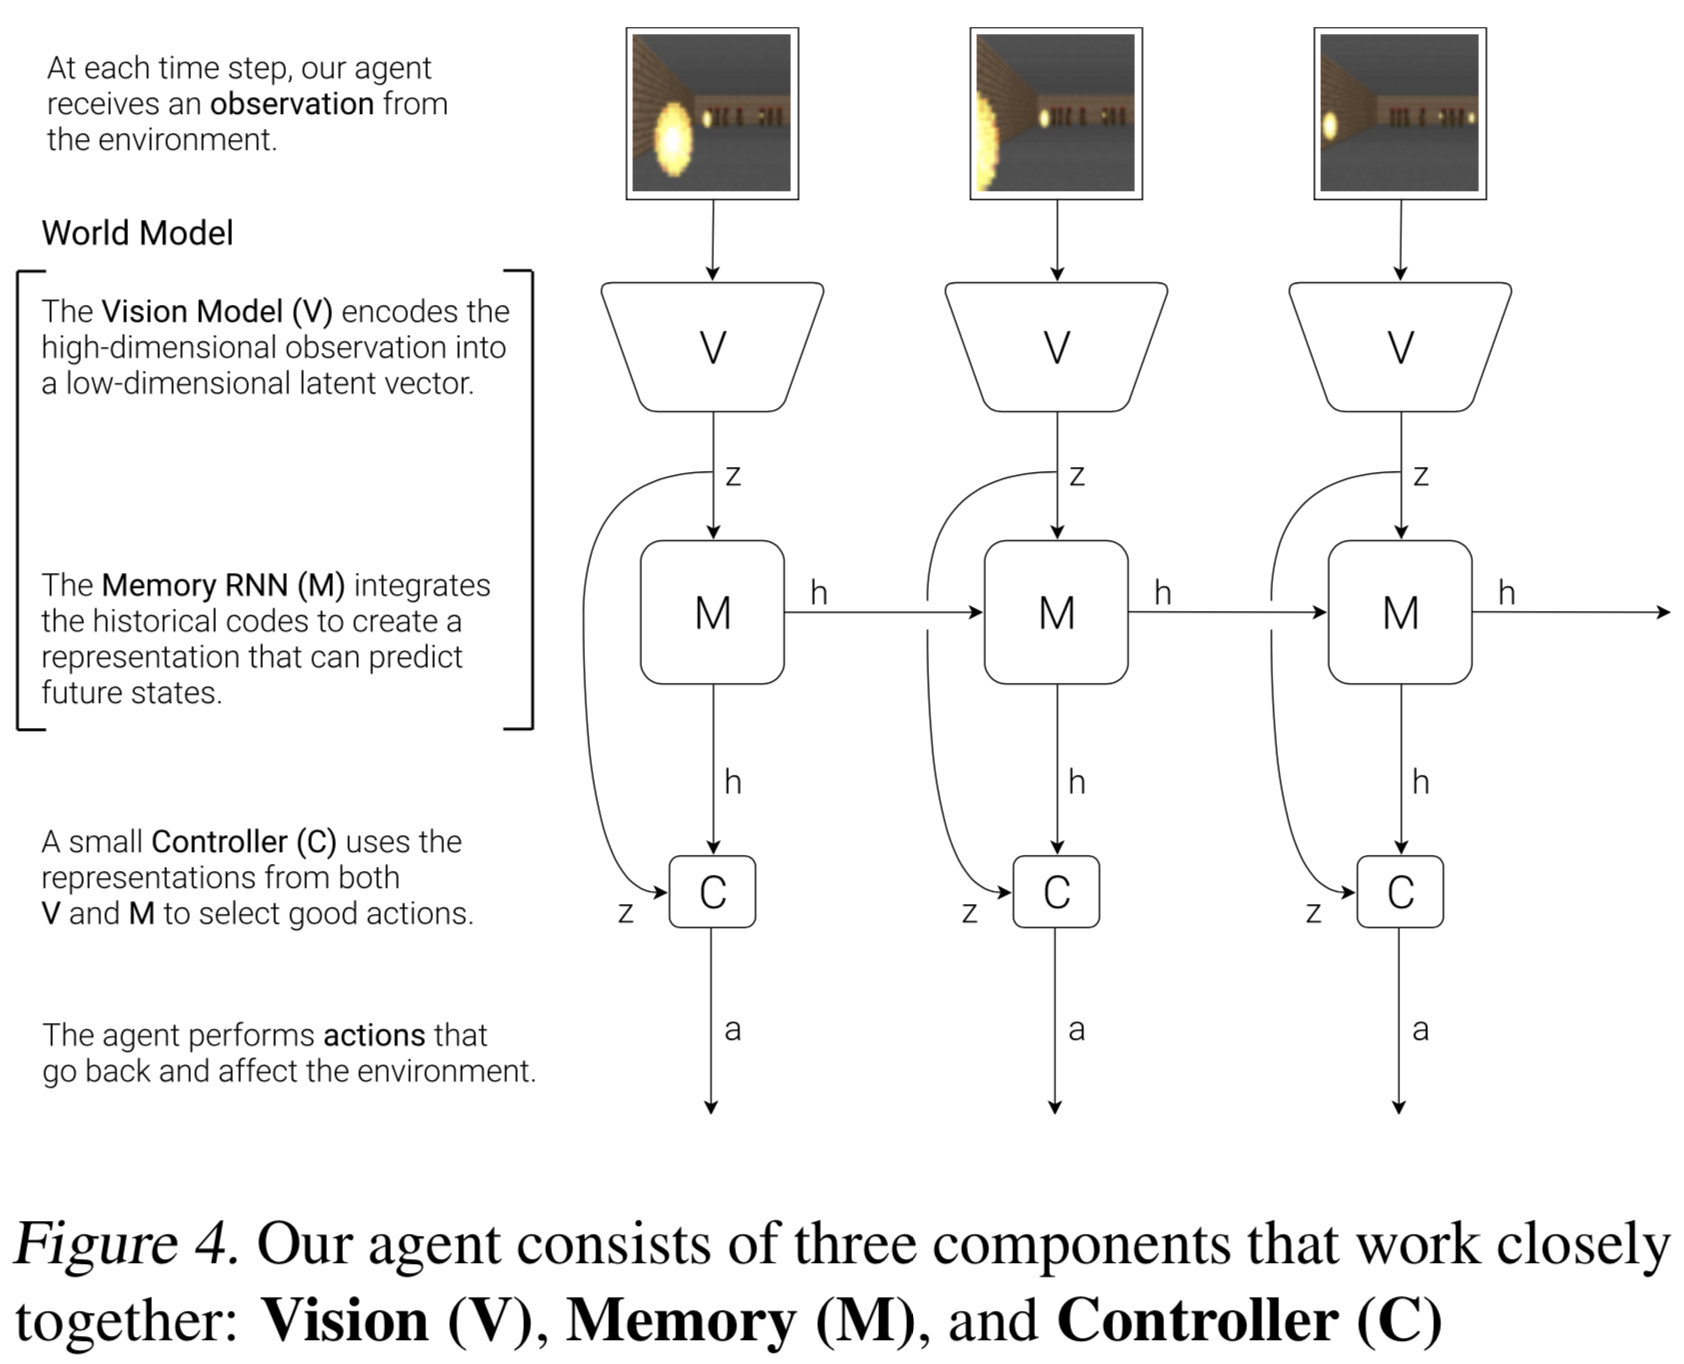 At each time step, our agent
receives an observation from
the environment.
World Model
The Vision Model (V) encodes the
high-dimensional observation into
a low-dimensional latent vector.
V
V
V
z
z
z
The Memory RNN (M) integrates
the historical codes to create a
representation that can predict
future states.
M
h
M
h
M
h
h
h
h
A small Controller (C) uses the
representations from both
V and M to select good actions.
z
C
z
C
z
C
The agent performs actions that
go back and affect the environment.
a
a
a
Figure 4. Our agent consists of three components that work closely
together: Vision (V), Memory (M), and Controller (C)